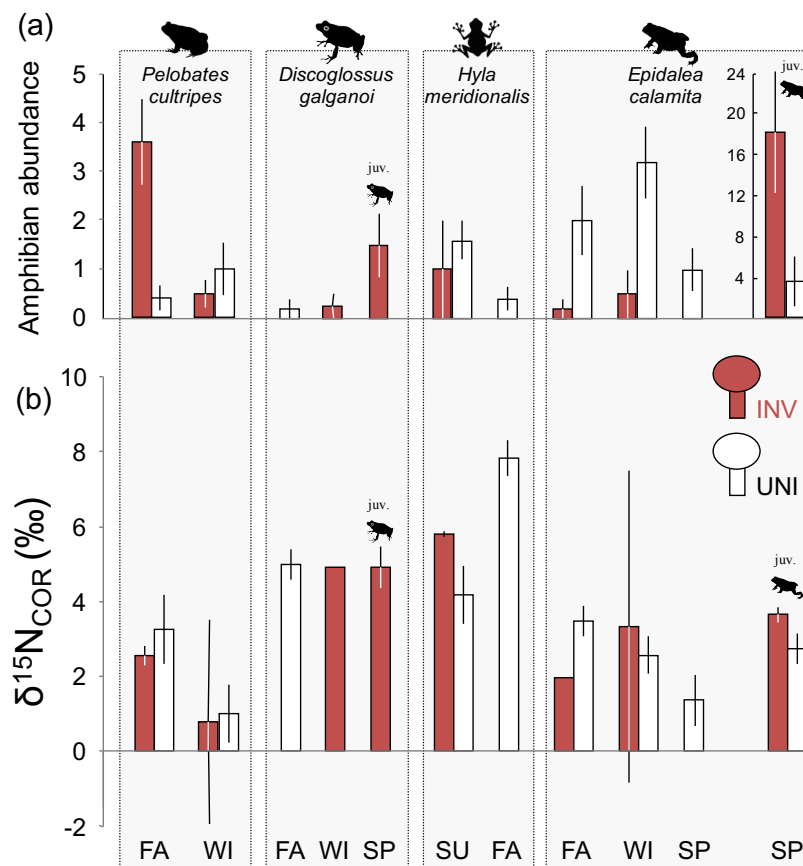 (a)
Pelobates cultripes
Discoglossus galganoi
Hyla meridionalis
Epidalea calamita
Amphibian abundance
5
4
3
2
1
0
juv.
24
20
16
12
8
4
juv.
(b)
δ¹⁵N_COR (‰)
10
8
6
4
2
0
-2
juv.
juv.
INV
UNI
FA WI FA WI SP SU FA FA WI SP SP